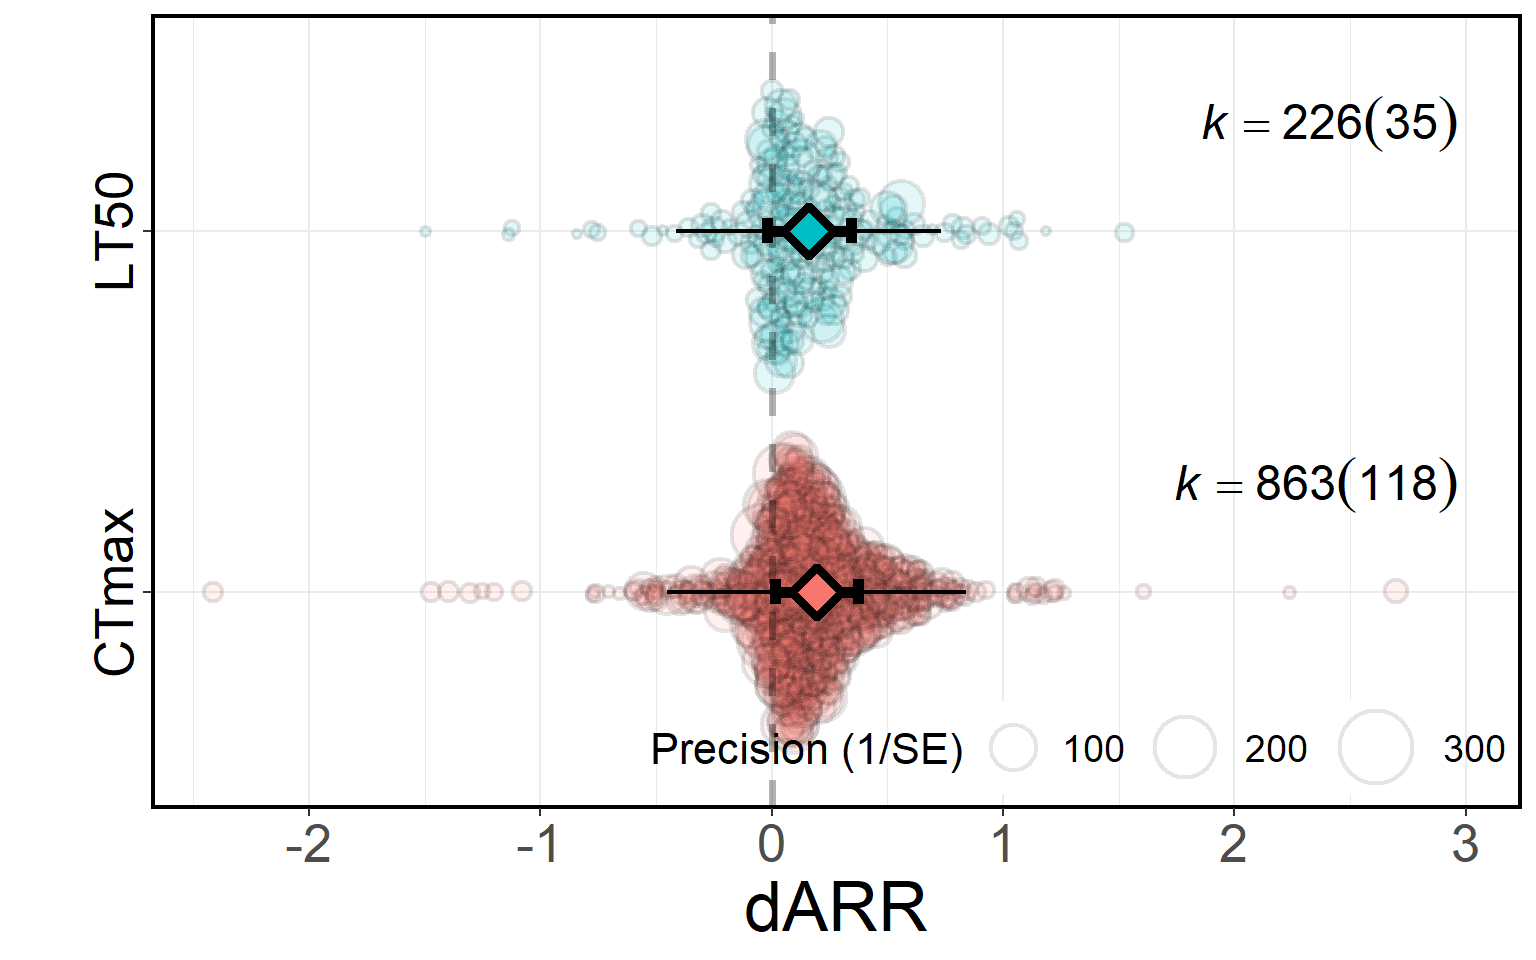 LT50
k = 226(35)
CTmax
k = 863(118)
Precision (1/SE) 100 200 300
-2 -1 0 1 2 3
dARR